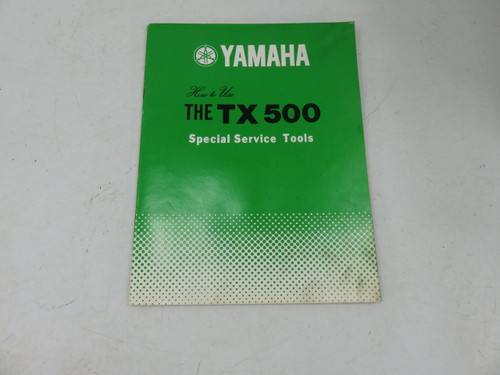 YAMAHA
How to Use
THE TX 500
Special Service Tools